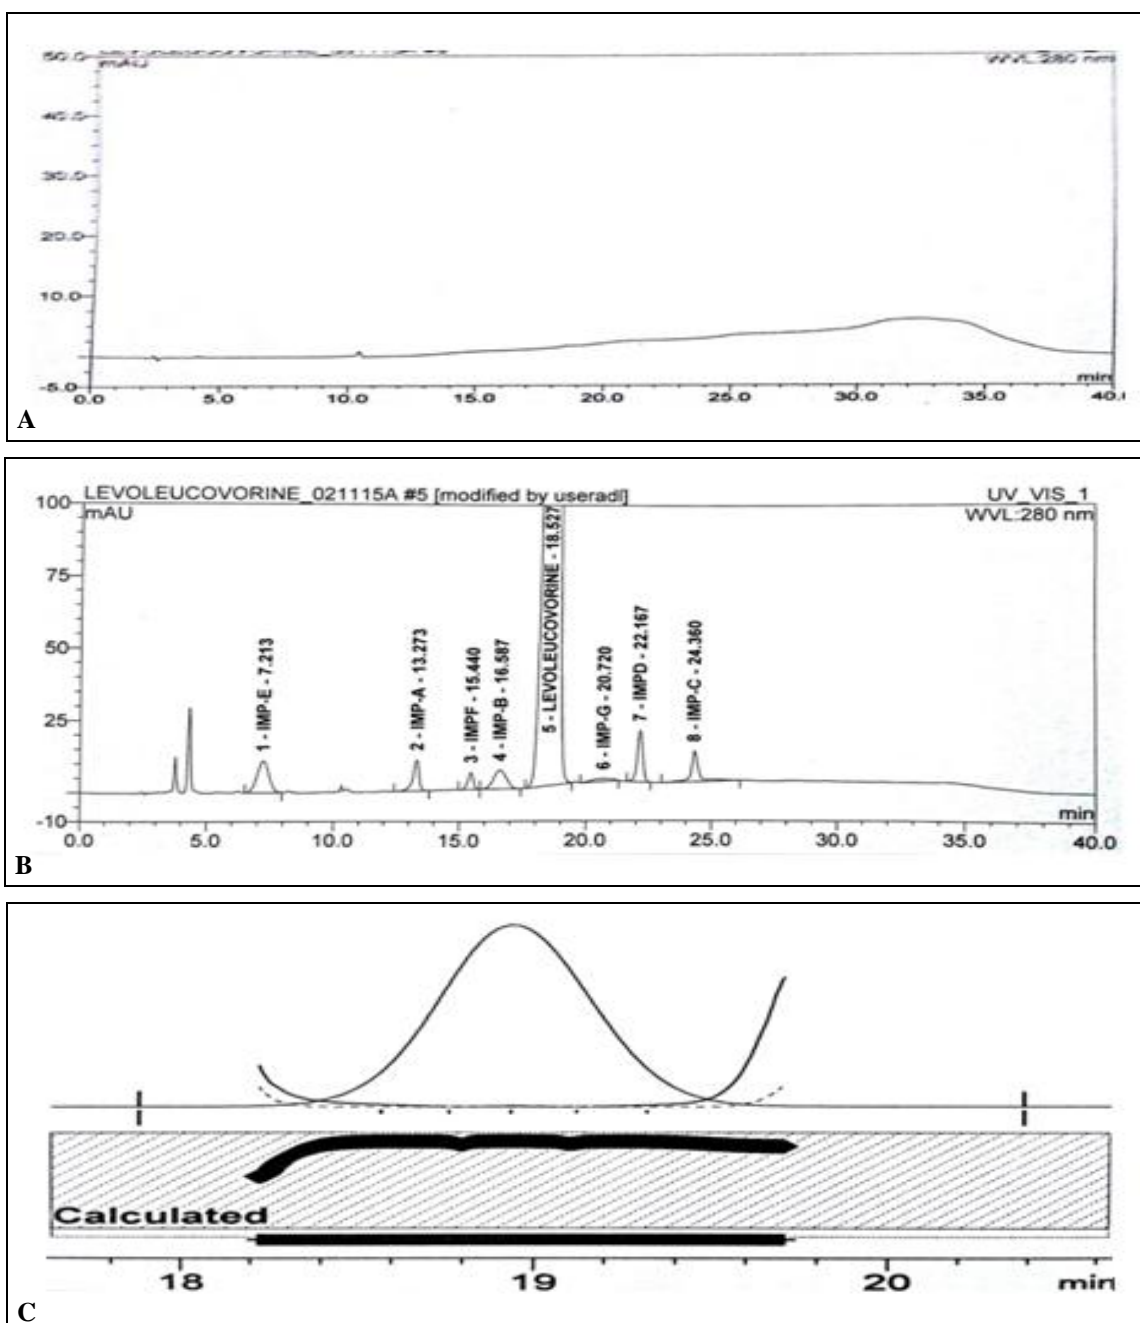 50.0
mAU
WVL:280 nm
40.0
30.0
20.0
10.0
-5.0
min
0.0 5.0 10.0 15.0 20.0 25.0 30.0 35.0 40.0
A
LEVOLEUCOVORINE_021115A #5 [modified by useradl] UV_VIS_1
100
mAU WVL:280 nm
75
50
25
-10
1 - IMP-E - 7.213
2 - IMP-A - 13.273
3 - IMPF - 15.440
4 - IMP-B - 16.587
5 - LEVOLEUCOVORINE - 18.527
6 - IMP-G - 20.720
7 - IMPD - 22.167
8 - IMP-C - 24.360
min
0.0 5.0 10.0 15.0 20.0 25.0 30.0 35.0 40.0
B
Calculated
18 19 20 min
C